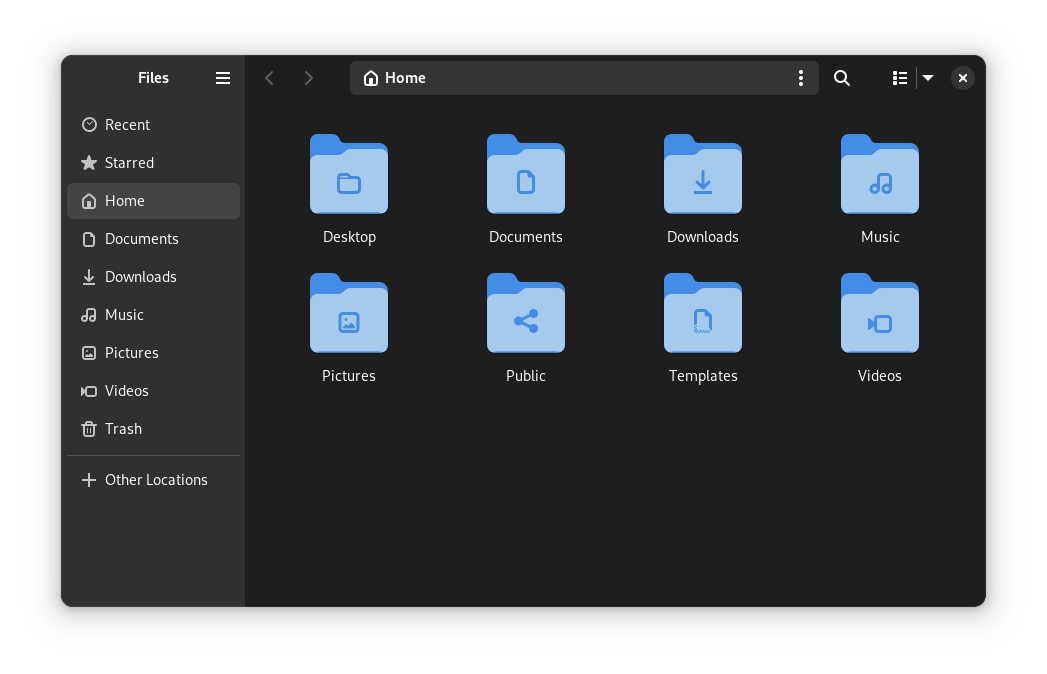 Files
Home
Recent
Starred
Home
Documents
Downloads
Music
Pictures
Videos
Trash
Other Locations
Desktop
Documents
Downloads
Music
Pictures
Public
Templates
Videos